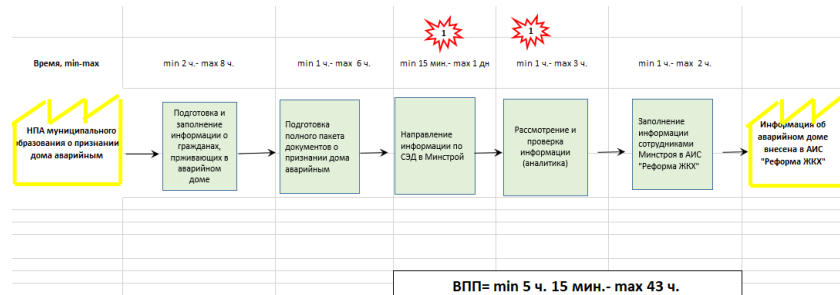 1
1
Время, min-max
min 2 ч.- max 8 ч.
min 1 ч.- max 6 ч.
min 15 мин.- max 1 дн
min 1 ч.- max 3 ч.
min 1 ч.- max 2 ч.
НПА муниципального
образования о признании
дома аварийным
Подготовка и
заполнение
информации о
гражданах,
прживающих в
аварийном
доме
Подготовка
полного пакета
документов о
признании дома
аварийным
Направление
информации по
СЭД в Минстрой
Рассмотрение и
проверка
информации
(аналитика)
Заполнение
информации
сотрудниками
Минстроя в АИС
"Реформа ЖКХ"
Информация об
аварийном доме
внесена в АИС
"Реформа ЖКХ"
ВПП= min 5 ч. 15 мин.- max 43 ч.